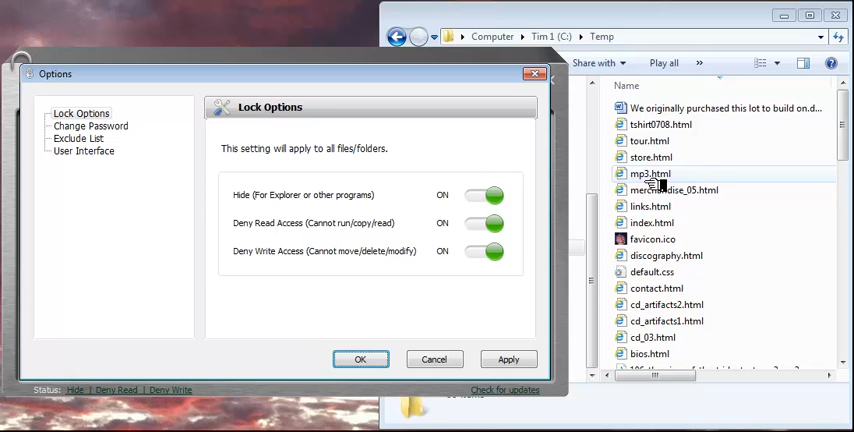 Options
Lock Options
Change Password
Exclude List
User Interface
Lock Options
This setting will apply to all files/folders.
Hide (For Explorer or other programs) ON
Deny Read Access (Cannot run/copy/read) ON
Deny Write Access (Cannot move/delete/modify) ON
OK Cancel Apply
Status: Hide | Deny Read | Deny Write Check for updates
Computer Tim1 (C:) Temp
Share with Play all »
Name
We originally purchased this lot to build on.d...
tshirt0708.html
tour.html
store.html
mp3.html
merchandise_05.html
links.html
index.html
favicon.ico
discography.html
default.css
contact.html
cd_artifacts2.html
cd_artifacts1.html
cd_03.html
bios.html